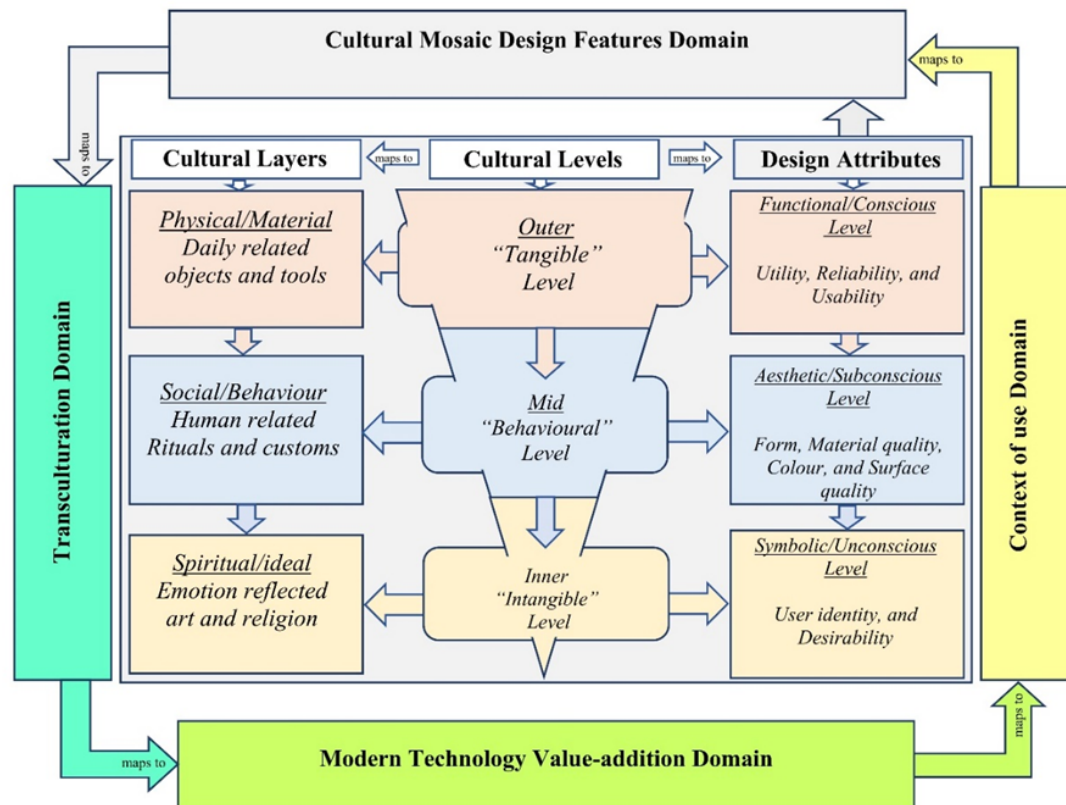 Cultural Mosaic Design Features Domain
maps to
maps to
Cultural Layers
maps to
Cultural Levels
maps to
Design Attributes
Physical/Material
Daily related
objects and tools
Outer
“Tangible”
Level
Functional/Conscious
Level
Utility, Reliability, and
Usability
Social/Behaviour
Human related
Rituals and customs
Mid
“Behavioural”
Level
Aesthetic/Subconscious
Level
Form, Material quality,
Colour, and Surface
quality
Spiritual/ideal
Emotion reflected
art and religion
Inner
“Intangible”
Level
Symbolic/Unconscious
Level
User identity, and
Desirability
Transculturation Domain
Context of use Domain
maps to
Modern Technology Value-addition Domain
maps to